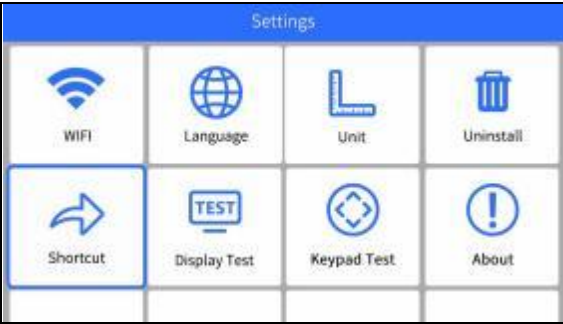 Settings
WIFI
Language
Unit
Uninstall
TEST
Shortcut
Display Test
Keypad Test
About